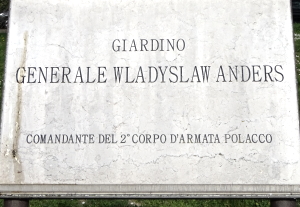 GIARDINO
GENERALE WLADYSLAW ANDERS
COMANDANTE DEL 2° CORPO D'ARMATA POLACCO